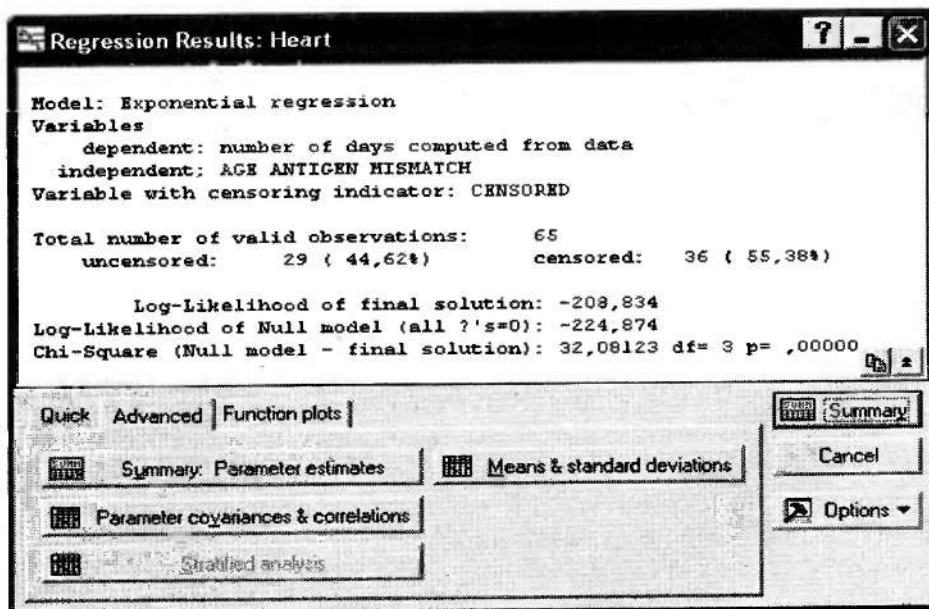 Regression Results: Heart
? _ X
Model: Exponential regression
Variables
dependent: number of days computed from data
independent: AGE ANTIGEN MISMATCH
Variable with censoring indicator: CENSORED
Total number of valid observations: 65
uncensored: 29 ( 44,62%) censored: 36 ( 55,38%)
Log-Likelihood of final solution: -208,834
Log-Likelihood of Null model (all ?'s=0): -224,874
Chi-Square (Null model - final solution): 32,08123 df= 3 p= ,00000
Quick Advanced Function plots
Summary
Summary: Parameter estimates Means & standard deviations
Cancel
Parameter covariances & correlations
Options
Stratified analysis